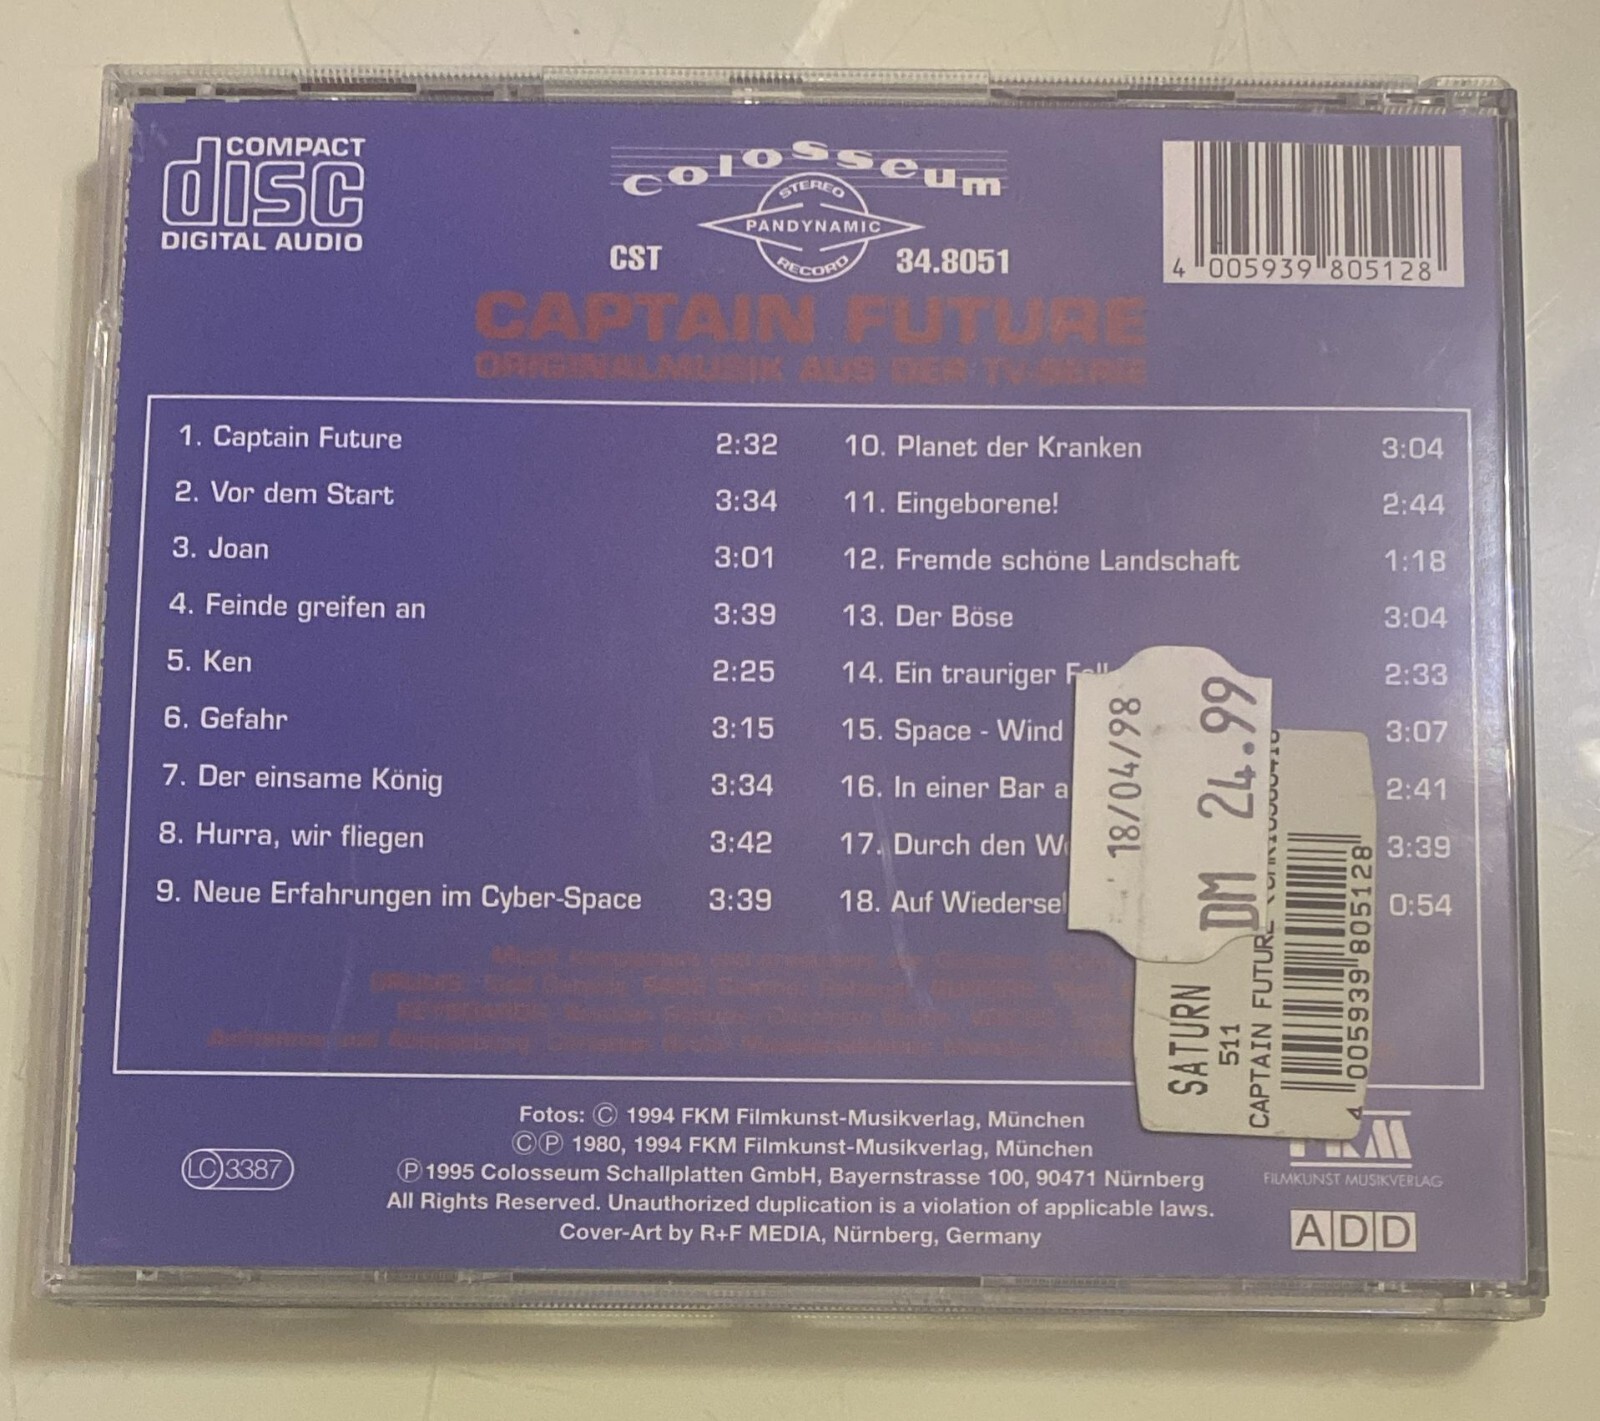 COMPACT
disc
DIGITAL AUDIO
Colosseum
STEREO
PANDYNAMIC
RECORD
CST 34.8051
4 005939 805128
CAPTAIN FUTURE
ORIGINALMUSIK AUS DER TV-SERIE
1. Captain Future 2:32
2. Vor dem Start 3:34
3. Joan 3:01
4. Feinde greifen an 3:39
5. Ken 2:25
6. Gefahr 3:15
7. Der einsame König 3:34
8. Hurra, wir fliegen 3:42
9. Neue Erfahrungen im Cyber-Space 3:39
10. Planet der Kranken 3:04
11. Eingeborene! 2:44
12. Fremde schöne Landschaft 1:18
13. Der Böse 3:04
14. Ein trauriger 2:33
15. Space - Wind 3:07
16. In einer Bar 2:41
17. Durch den 3:39
18. Auf 0:54
18/04/98
DM 24.99
SATURN
511
CAPTAIN FUTURE
4 005939 805128
DRUMS:
KEYBOARDS:
Fotos: © 1994 FKM Filmkunst-Musikverlag, München
©℗ 1980, 1994 FKM Filmkunst-Musikverlag, München
℗ 1995 Colosseum Schallplatten GmbH, Bayernstrasse 100, 90471 Nürnberg
All Rights Reserved. Unauthorized duplication is a violation of applicable laws.
Cover-Art by R+F MEDIA, Nürnberg, Germany
LC 3387
FKM
FILMKUNST MUSIKVERLAG
ADD